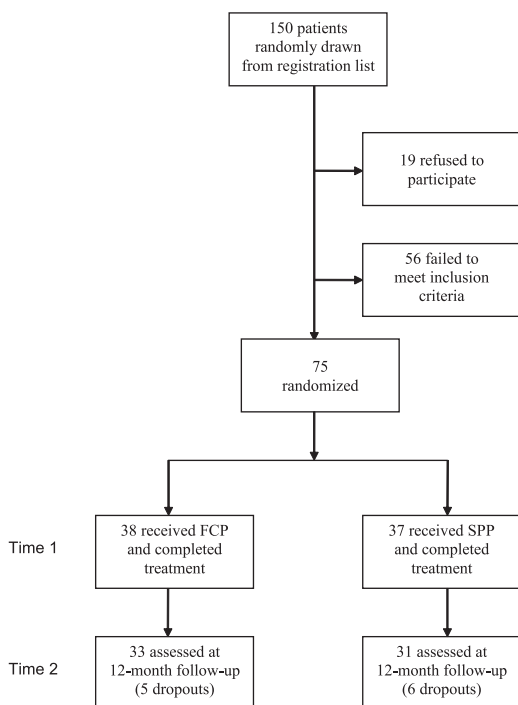 150 patients
randomly drawn
from registration list
19 refused to
participate
56 failed to
meet inclusion
criteria
75
randomized
Time 1
38 received FCP
and completed
treatment
37 received SPP
and completed
treatment
Time 2
33 assessed at
12-month follow-up
(5 dropouts)
31 assessed at
12-month follow-up
(6 dropouts)